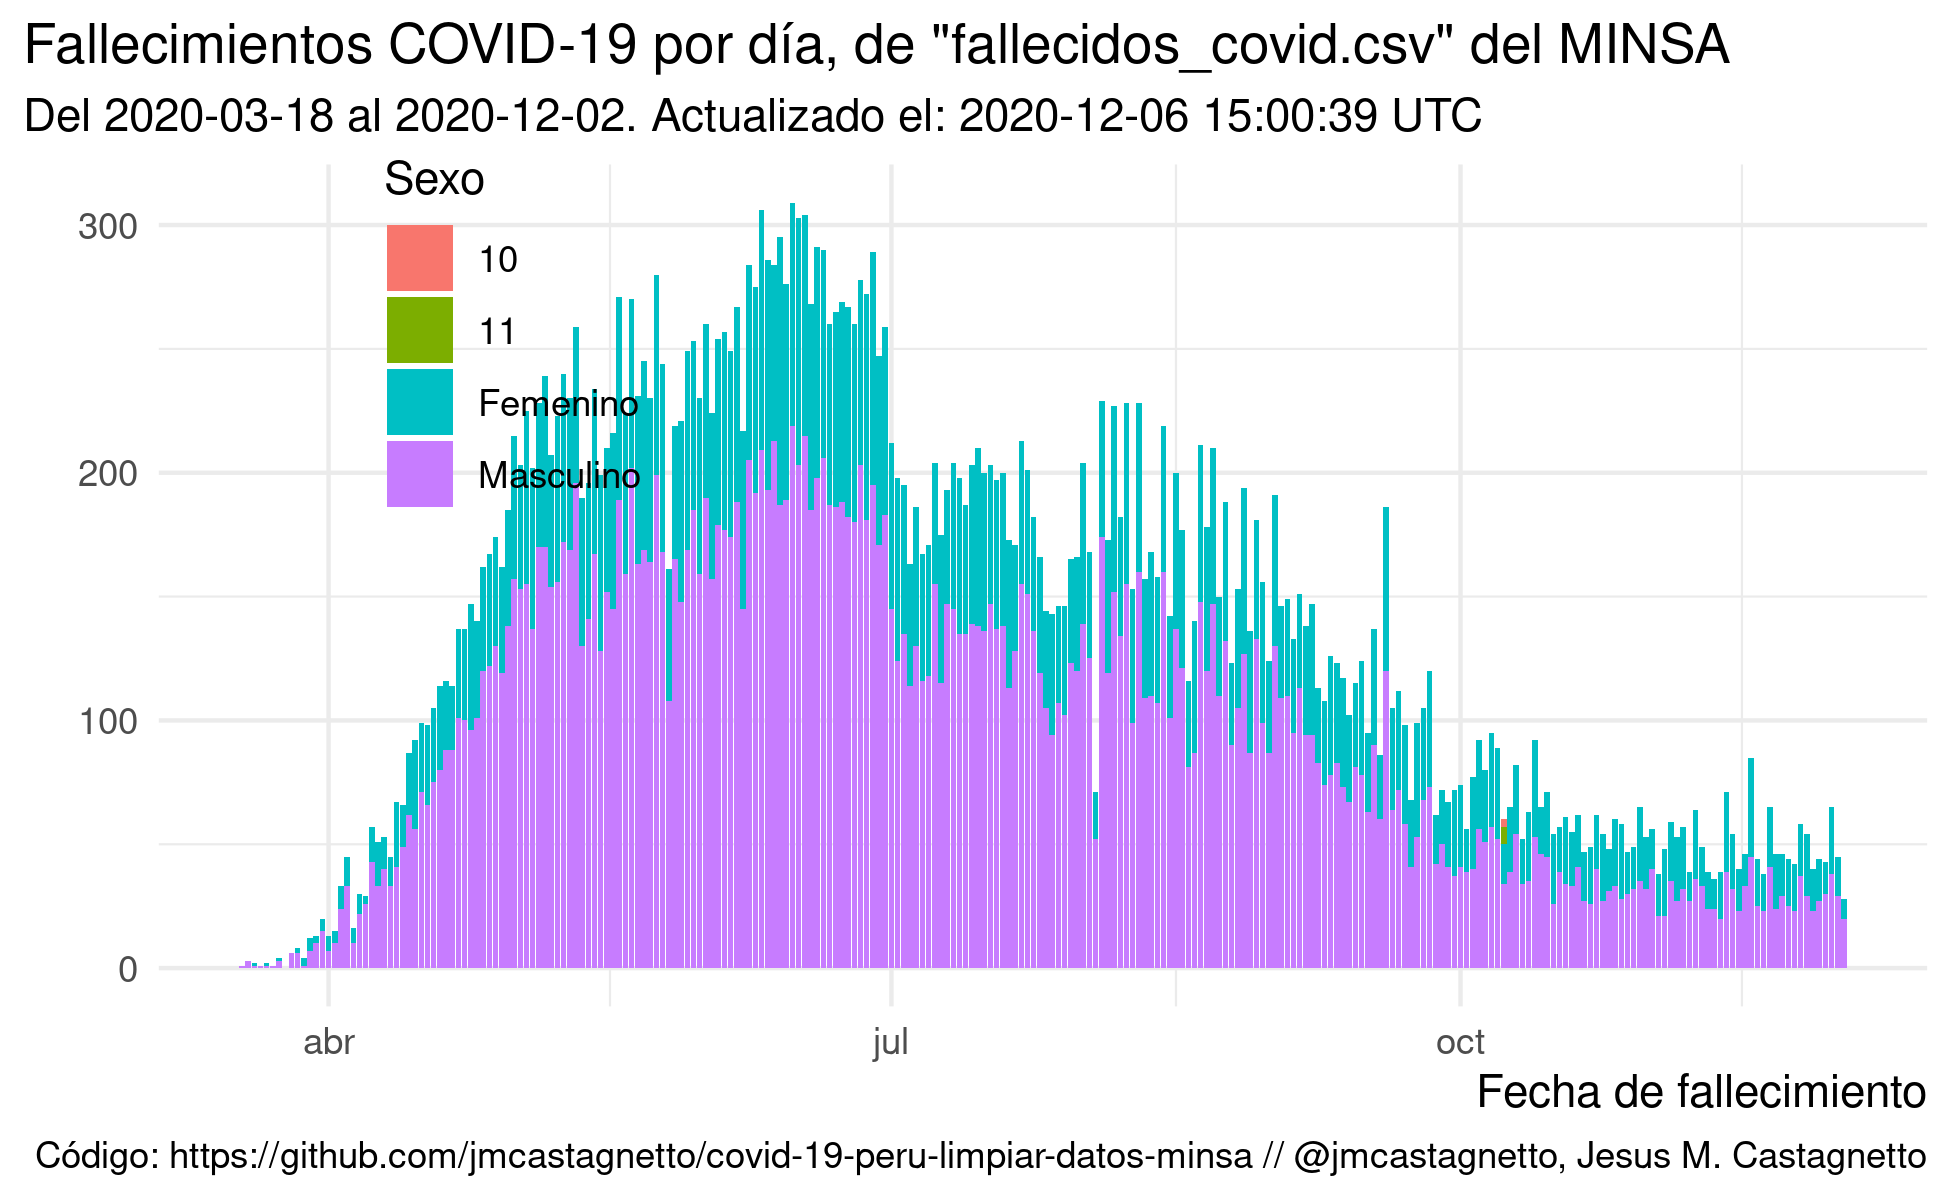 Fallecimientos COVID-19 por día, de "fallecidos_covid.csv" del MINSA
Del 2020-03-18 al 2020-12-02. Actualizado el: 2020-12-06 15:00:39 UTC
Sexo
10
11
Femenino
Masculino
300
200
100
0
abr jul oct
Fecha de fallecimiento
Código: https://github.com/jmcastagnetto/covid-19-peru-limpiar-datos-minsa // @jmcastagnetto, Jesus M. Castagnetto